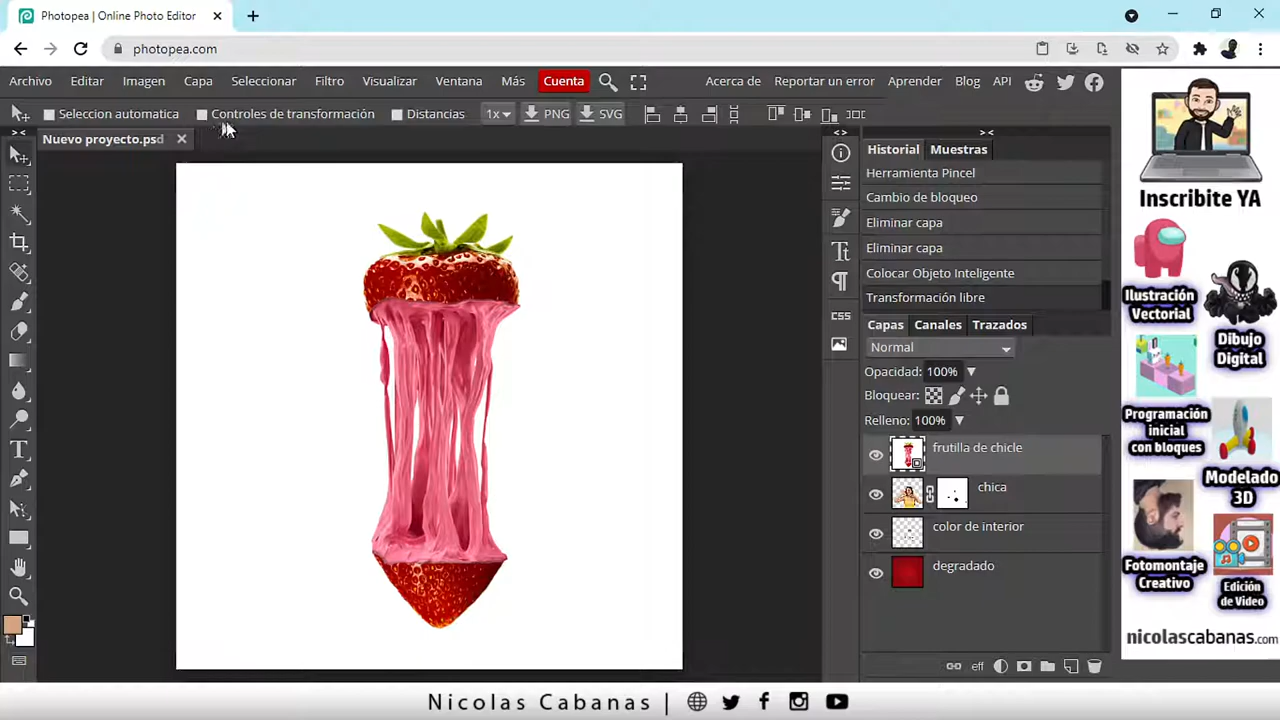 Photopea | Online Photo Editor
photopea.com
Archivo Editar Imagen Capa Seleccionar Filtro Visualizar Ventana Más Cuenta Acerca de Reportar un error Aprender Blog API
Seleccion automatica Controles de transformación Distancias 1x PNG SVG
Nuevo proyecto.psd
Historial Muestras
Herramienta Pincel
Cambio de bloqueo
Eliminar capa
Eliminar capa
Colocar Objeto Inteligente
Transformación libre
CSS
Capas Canales Trazados
Normal
Opacidad: 100%
Bloquear:
Relleno: 100%
frutilla de chicle
chica
color de interior
degradado
eff
Inscribite YA
Ilustración
Vectorial
Dibujo
Digital
Programación
inicial
con bloques
Modelado
3D
Fotomontaje
Creativo
Edición
de Video
nicolascabanas.com
Nicolas Cabanas |